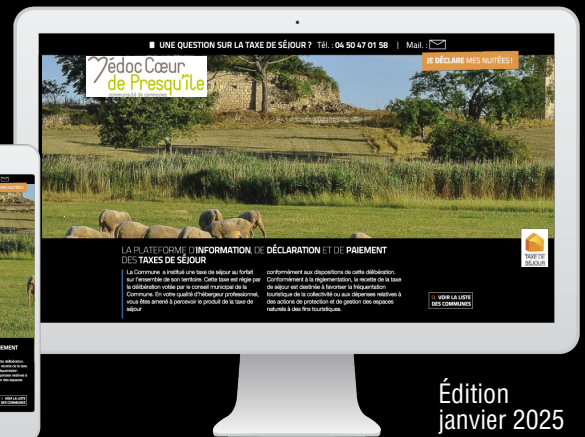 UNE QUESTION SUR LA TAXE DE SÉJOUR ? Tél. : 04 50 47 01 58 | Mail. :
JE DÉCLARE MES NUITÉES !
Médoc Cœur
de Presqu'île
communauté de communes
LA PLATEFORME D'INFORMATION, DE DÉCLARATION ET DE PAIEMENT
DES TAXES DE SÉJOUR
La Commune a institué une taxe de séjour au forfait
sur l'ensemble de son territoire. Cette taxe est régie par
la délibération votée par le conseil municipal de la
Commune. En votre qualité d'hébergeur professionnel,
vous êtes amené à percevoir le produit de la taxe de
séjour
conformément aux dispositions de cette délibération.
Conformément à la réglementation, la recette de la taxe
de séjour est destinée à favoriser la fréquentation
touristique de la collectivité ou aux dépenses relatives à
des actions de protection et de gestion des espaces
naturels à des fins touristiques.
TAXE DE
SÉJOUR
VOIR LA LISTE
DES COMMUNES
Édition
janvier 2025